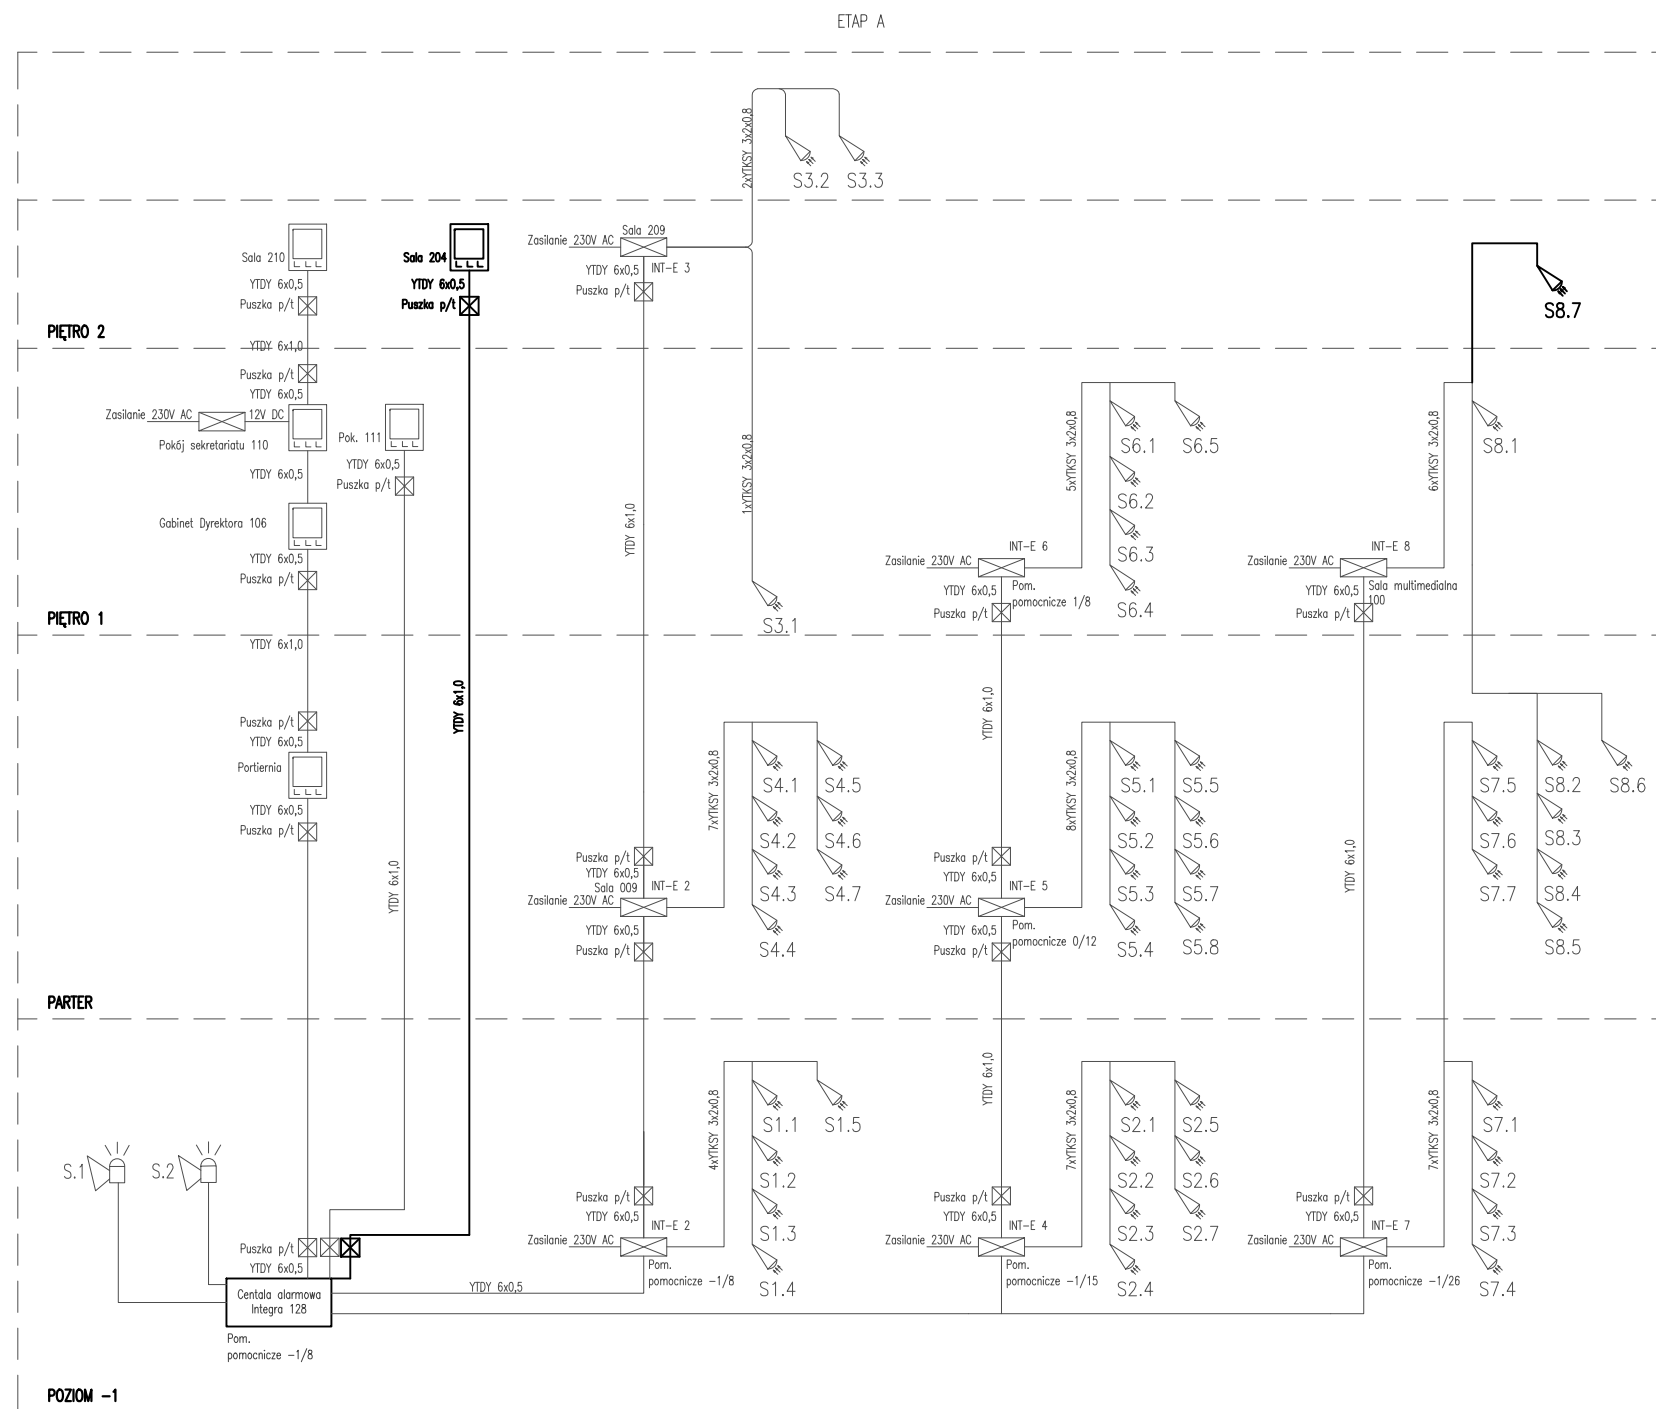 ETAP A
2xYTKSY 3x2x0,8
S3.2
S3.3
Sala 210
YTDY 6x0,5
Puszka p/t
Sala 204
YTDY 6x0,5
Puszka p/t
Sala 209
Zasilanie 230V AC
YTDY 6x0,5
INT-E 3
Puszka p/t
S8.7
PIĘTRO 2
YTDY 6x1,0
Puszka p/t
YTDY 6x0,5
Zasilanie 230V AC
12V DC
Pokój sekretariatu 110
Pok. 111
YTDY 6x0,5
YTDY 6x0,5
Puszka p/t
Gabinet Dyrektora 106
YTDY 6x0,5
Puszka p/t
YTDY 6x1,0
1xYTKSY 3x2x0,8
S3.1
5xYTKSY 3x2x0,8
S6.1
S6.5
S6.2
S6.3
S6.4
INT-E 6
Zasilanie 230V AC
YTDY 6x0,5
Pom.
pomocnicze 1/8
Puszka p/t
6xYTKSY 3x2x0,8
S8.1
INT-E 8
Zasilanie 230V AC
YTDY 6x0,5
Sala multimedialna
100
Puszka p/t
PIĘTRO 1
YTDY 6x1,0
Puszka p/t
YTDY 6x0,5
Portiernia
YTDY 6x0,5
Puszka p/t
YTDY 6x1,0
YTDY 6x1,0
7xYTKSY 3x2x0,8
S4.1
S4.5
S4.2
S4.6
S4.3
S4.7
S4.4
Puszka p/t
YTDY 6x0,5
Sala 009
INT-E 2
Zasilanie 230V AC
YTDY 6x0,5
Puszka p/t
YTDY 6x1,0
8xYTKSY 3x2x0,8
S5.1
S5.5
S5.2
S5.6
S5.3
S5.7
S5.4
S5.8
Puszka p/t
YTDY 6x0,5
INT-E 5
Zasilanie 230V AC
YTDY 6x0,5
Pom.
pomocnicze 0/12
Puszka p/t
YTDY 6x1,0
S7.5
S8.2
S8.6
S7.6
S8.3
S7.7
S8.4
S8.5
PARTER
S.1
S.2
4xYTKSY 3x2x0,8
S1.1
S1.5
S1.2
S1.3
S1.4
Puszka p/t
YTDY 6x0,5
INT-E 2
Zasilanie 230V AC
Pom.
pomocnicze -1/8
YTDY 6x1,0
7xYTKSY 3x2x0,8
S2.1
S2.5
S2.2
S2.6
S2.3
S2.7
S2.4
Puszka p/t
YTDY 6x0,5
INT-E 4
Zasilanie 230V AC
Pom.
pomocnicze -1/15
7xYTKSY 3x2x0,8
S7.1
S7.2
S7.3
S7.4
Puszka p/t
YTDY 6x0,5
INT-E 7
Zasilanie 230V AC
Pom.
pomocnicze -1/26
Puszka p/t
YTDY 6x0,5
Centala alarmowa
Integra 128
YTDY 6x0,5
Pom.
pomocnicze -1/8
POZIOM -1